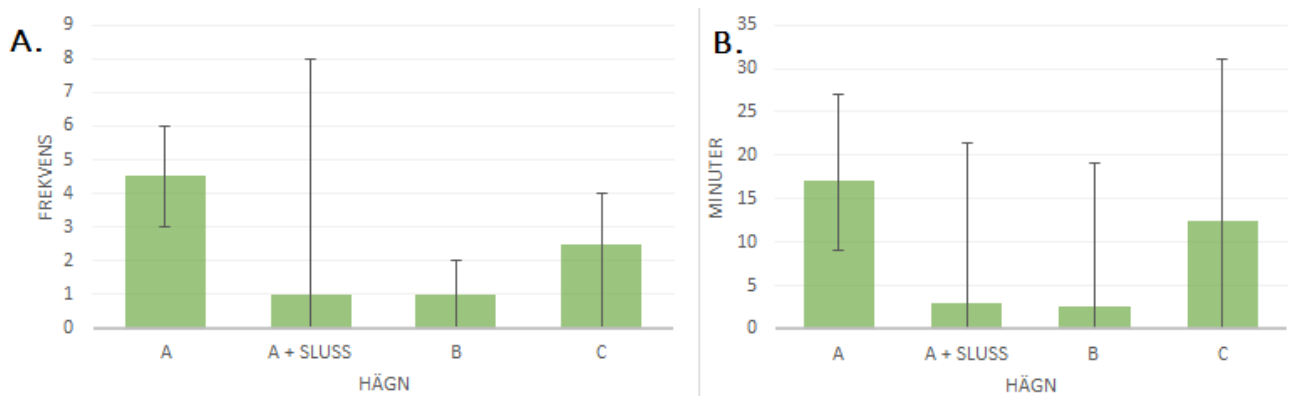 A.
FREKVENS
9
8
7
6
5
4
3
2
1
0
A A + SLUSS B C
HÄGN
B.
MINUTER
35
30
25
20
15
10
5
0
A A + SLUSS B C
HÄGN